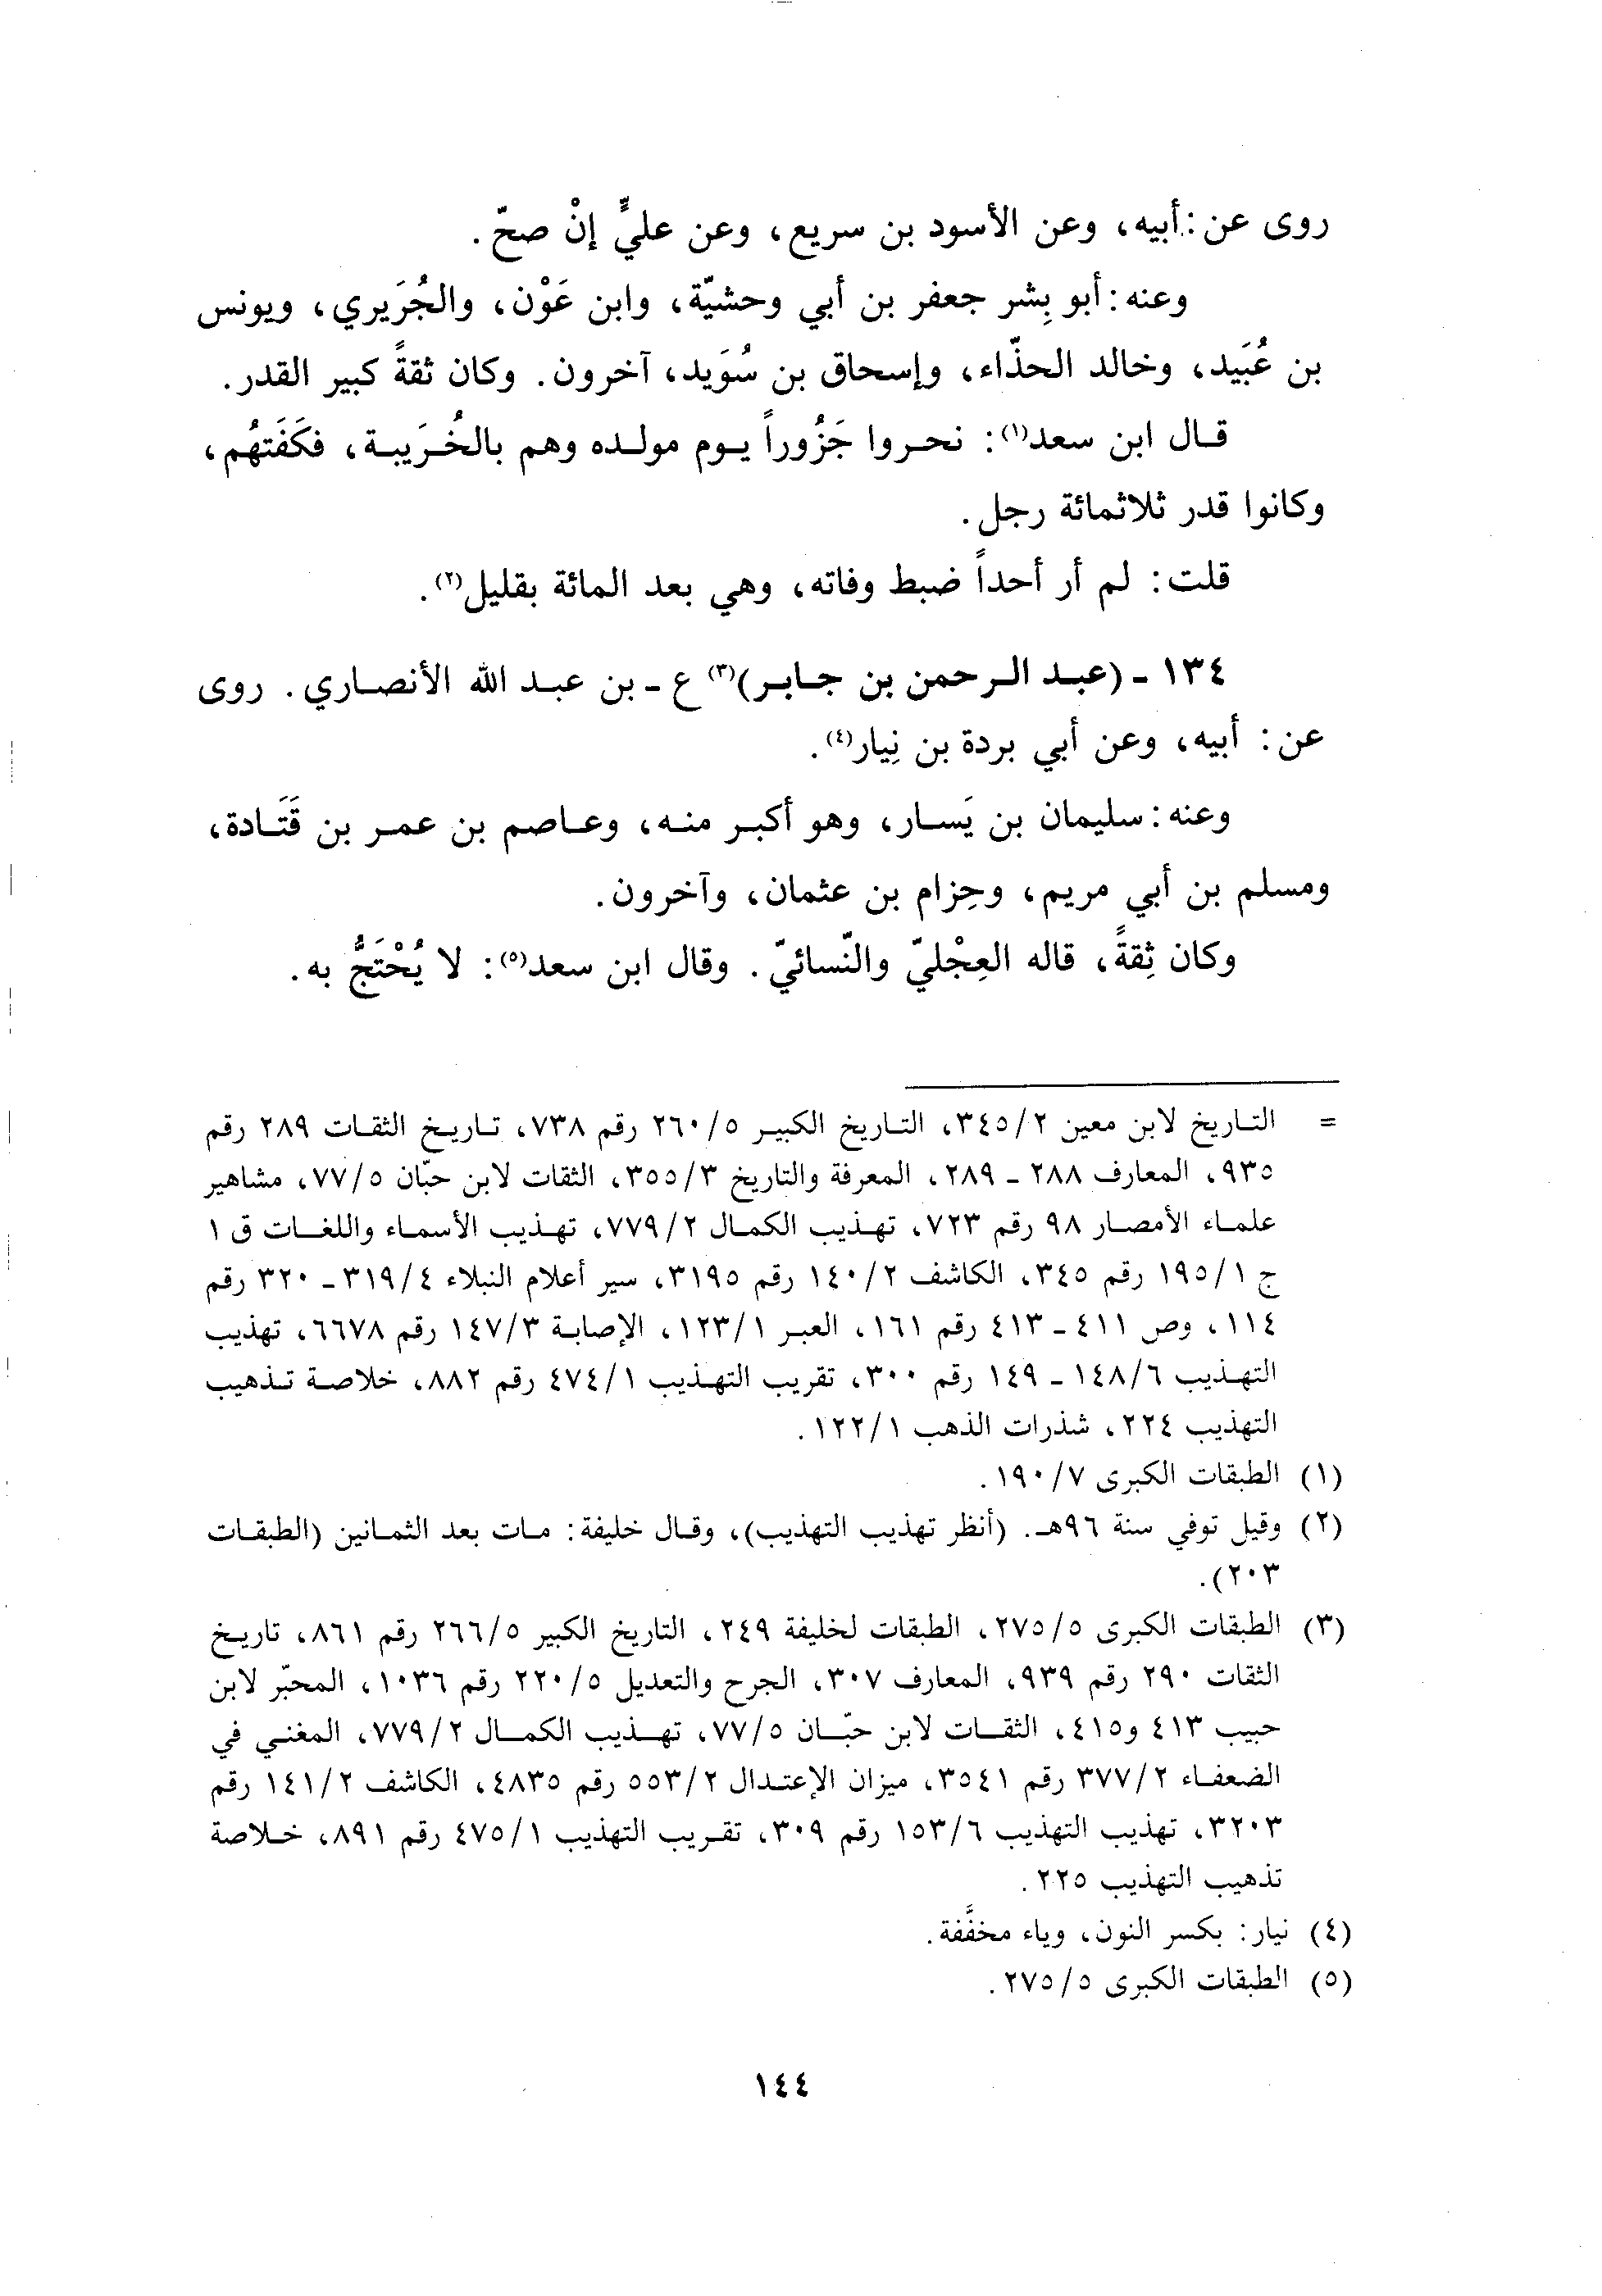 روى عن: أبيه، وعن الأسود بن سريع، وعن عليٍّ إنْ صحّ.
وعنه: أبو بِشر جعفر بن أبي وحشيّة، وابن عَوْن، والجُرَيري، ويونس
بن عُبَيد، وخالد الحذّاء، وإسحاق بن سُوَيد، آخرون. وكان ثقةً كبير القدر.
قال ابن سعد(١): نحروا جَزُوراً يوم مولده وهم بالخُرَيبة، فكَفَتهُم،
وكانوا قدر ثلاثمائة رجل.
قلت: لم أر أحداً ضبط وفاته، وهي بعد المائة بقليل(٢).
١٣٤ - (عبد الرحمن بن جابر)(٣) ع - بن عبد الله الأنصاري. روى
عن: أبيه، وعن أبي بردة بن نِيار(٤).
وعنه: سليمان بن يَسار، وهو أكبر منه، وعاصم بن عمر بن قَتَادة،
ومسلم بن أبي مريم، وحِزام بن عثمان، وآخرون.
وكان ثِقةً، قاله العِجْليّ والنّسائيّ. وقال ابن سعد(٥): لا يُحْتَجُّ به.
= التاريخ لابن معين ٣٤٥/٢، التاريخ الكبير ٢٦٠/٥ رقم ٧٣٨، تاريخ الثقات ٢٨٩ رقم
٩٣٥، المعارف ٢٨٨ - ٢٨٩، المعرفة والتاريخ ٣٥٥/٣، الثقات لابن حبّان ٧٧/٥، مشاهير
علماء الأمصار ٩٨ رقم ٧٢٣، تهذيب الكمال ٧٧٩/٢، تهذيب الأسماء واللغات ق ١
ج ١٩٥/١ رقم ٣٤٥، الكاشف ١٤٠/٢ رقم ٣١٩٥، سير أعلام النبلاء ٣١٩/٤ - ٣٢٠ رقم
١١٤، وص ٤١١ - ٤١٣ رقم ١٦١، العبر ١٢٣/١، الإصابة ١٤٧/٣ رقم ٦٦٧٨، تهذيب
التهذيب ١٤٨/٦ - ١٤٩ رقم ٣٠٠، تقريب التهذيب ٤٧٤/١ رقم ٨٨٢، خلاصة تذهيب
التهذيب ٢٢٤، شذرات الذهب ١٢٢/١.
(١) الطبقات الكبرى ١٩٠/٧.
(٢) وقيل توفي سنة ٩٦هـ. (أنظر تهذيب التهذيب)، وقال خليفة: مات بعد الثمانين (الطبقات
٢٠٣).
(٣) الطبقات الكبرى ٢٧٥/٥، الطبقات لخليفة ٢٤٩، التاريخ الكبير ٢٦٦/٥ رقم ٨٦١، تاريخ
الثقات ٢٩٠ رقم ٩٣٩، المعارف ٣٠٧، الجرح والتعديل ٢٢٠/٥ رقم ١٠٣٦، المحبّر لابن
حبيب ٤١٣ و٤١٥، الثقات لابن حبّان ٧٧/٥، تهذيب الكمال ٧٧٩/٢، المغني في
الضعفاء ٣٧٧/٢ رقم ٣٥٤١، ميزان الإعتدال ٥٥٣/٢ رقم ٤٨٣٥، الكاشف ١٤١/٢ رقم
٣٢٠٣، تهذيب التهذيب ١٥٣/٦ رقم ٣٠٩، تقريب التهذيب ٤٧٥/١ رقم ٨٩١، خلاصة
تذهيب التهذيب ٢٢٥.
(٤) نيار: بكسر النون، وياء مخفَّفة.
(٥) الطبقات الكبرى ٢٧٥/٥.
١٤٤